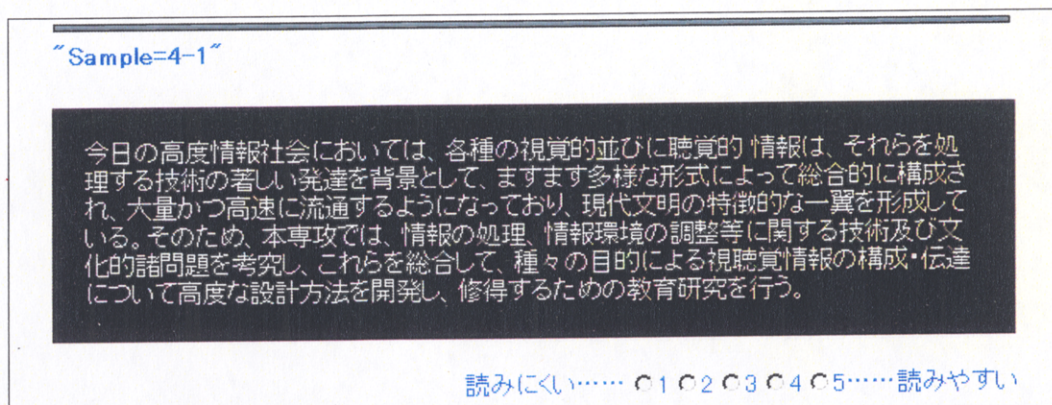 "Sample=4-1"
今日の高度情報社会においては、各種の視覚的並びに聴覚的 情報は、それらを処
理する技術の著しい発達を背景として、ますます多様な形式によって総合的に構成さ
れ、大量かつ高速に流通するようになっており、現代文明の特徴的な一翼を形成して
いる。そのため、本専攻では、情報の処理、情報環境の調整等に関する技術及び文
化的諸問題を考究し、これらを総合して、種々の目的による視聴覚情報の構成・伝達
について高度な設計方法を開発し、修得するための教育研究を行う。
読みにくい…… 1 2 3 4 5……読みやすい